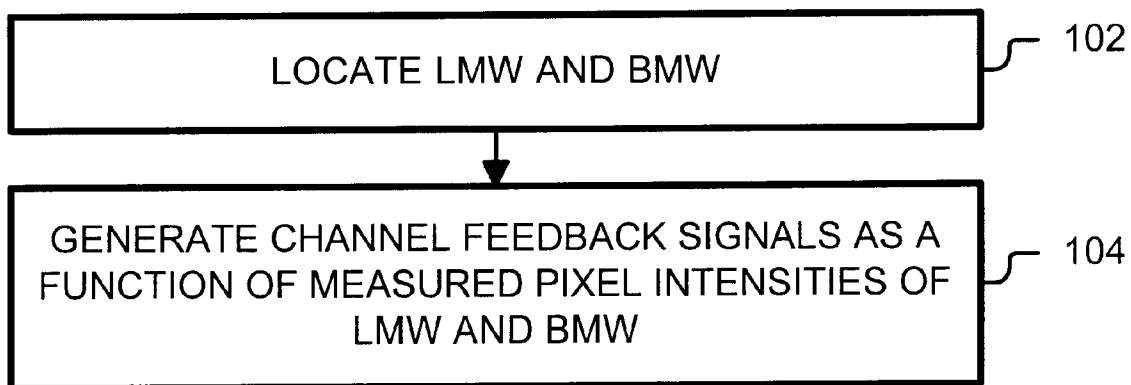 LOCATE LMW AND BMW
102
GENERATE CHANNEL FEEDBACK SIGNALS AS A
FUNCTION OF MEASURED PIXEL INTENSITIES OF
LMW AND BMW
104